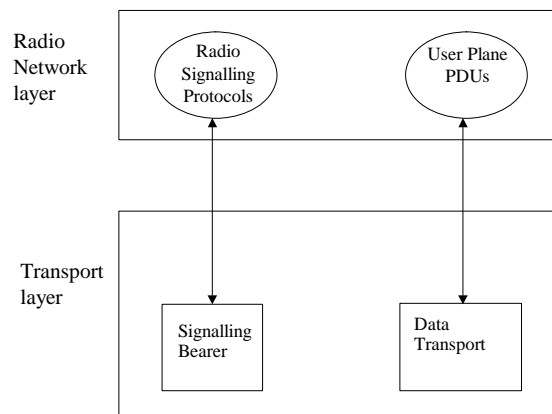 Radio
Network
layer
Radio
Signalling
Protocols
User Plane
PDUs
Transport
layer
Signalling
Bearer
Data
Transport